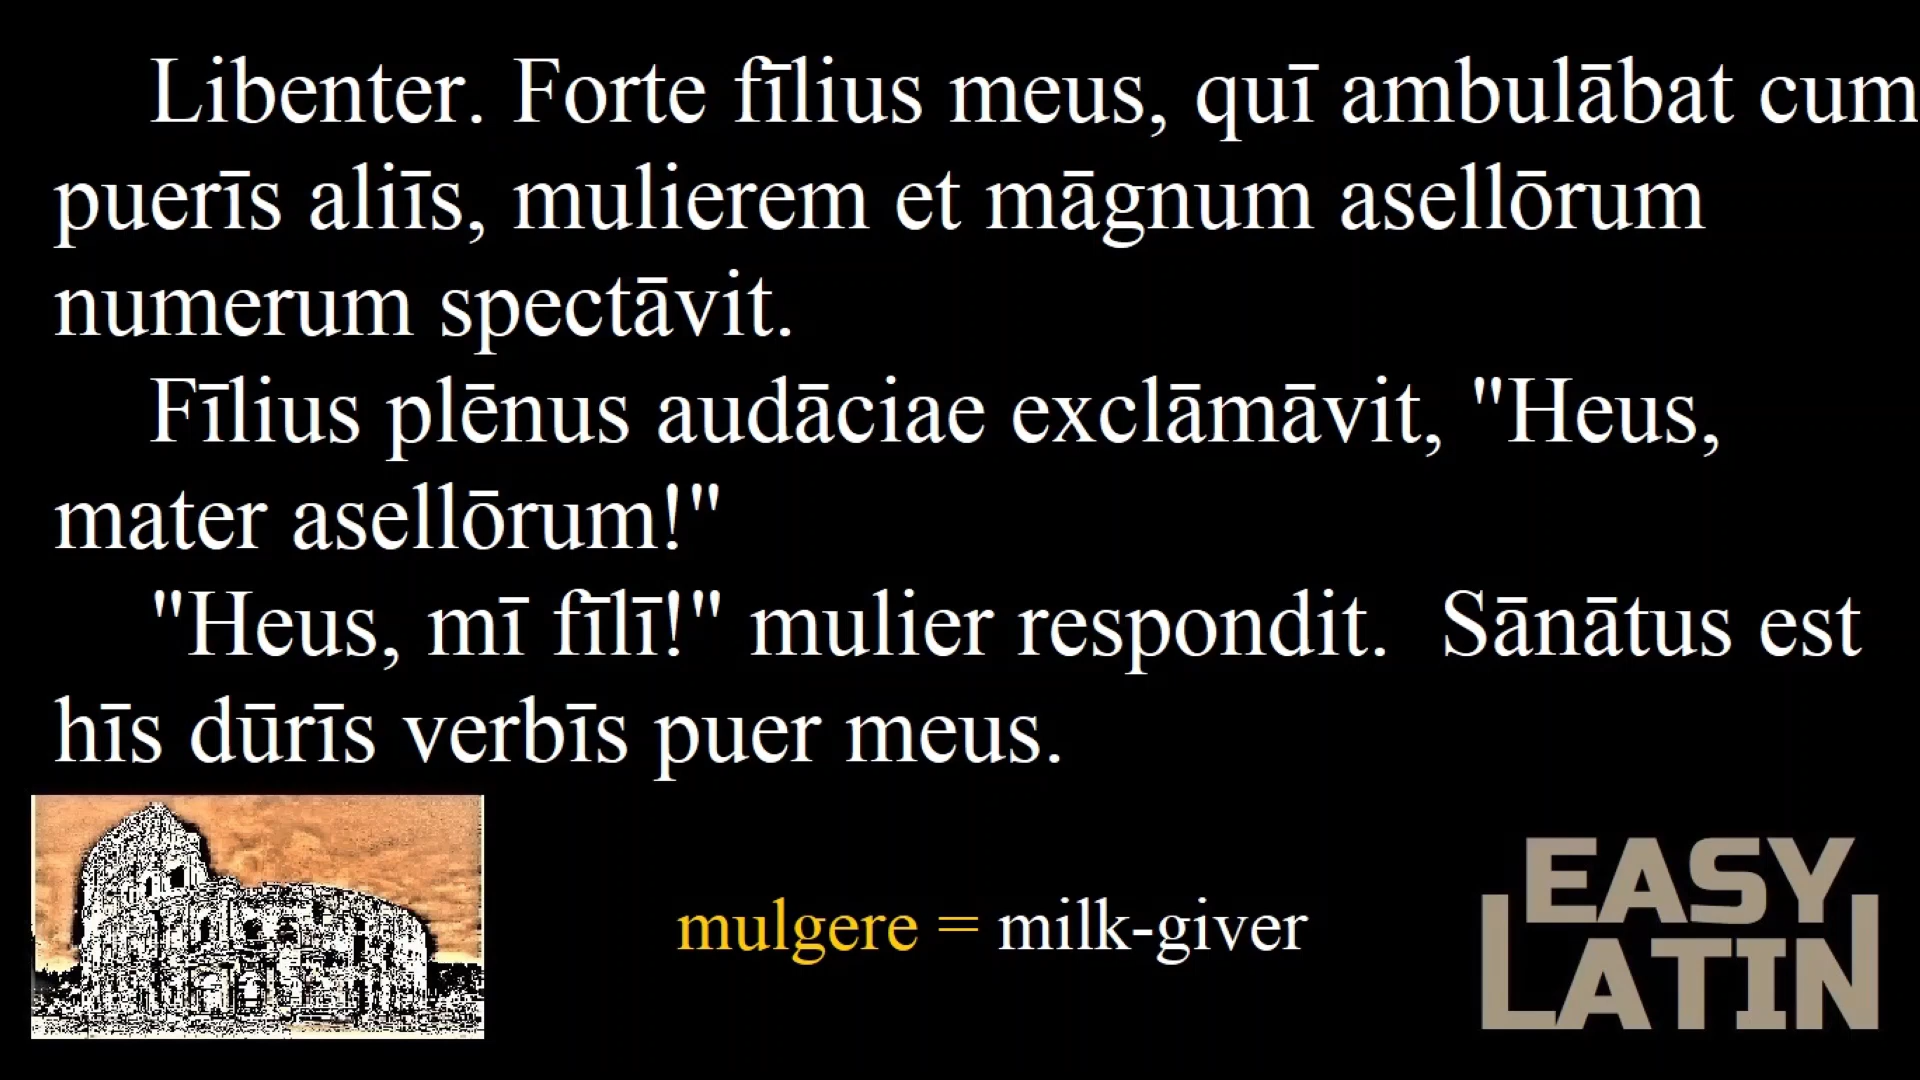 Libenter. Forte fīlius meus, quī ambulābat cum
puerīs aliīs, mulierem et māgnum asellōrum
numerum spectāvit.
Fīlius plēnus audāciae exclāmāvit, "Heus,
mater asellōrum!"
"Heus, mī fīlī!" mulier respondit.  Sānātus est
hīs dūrīs verbīs puer meus.
mulgere = milk-giver
EASY
LATIN